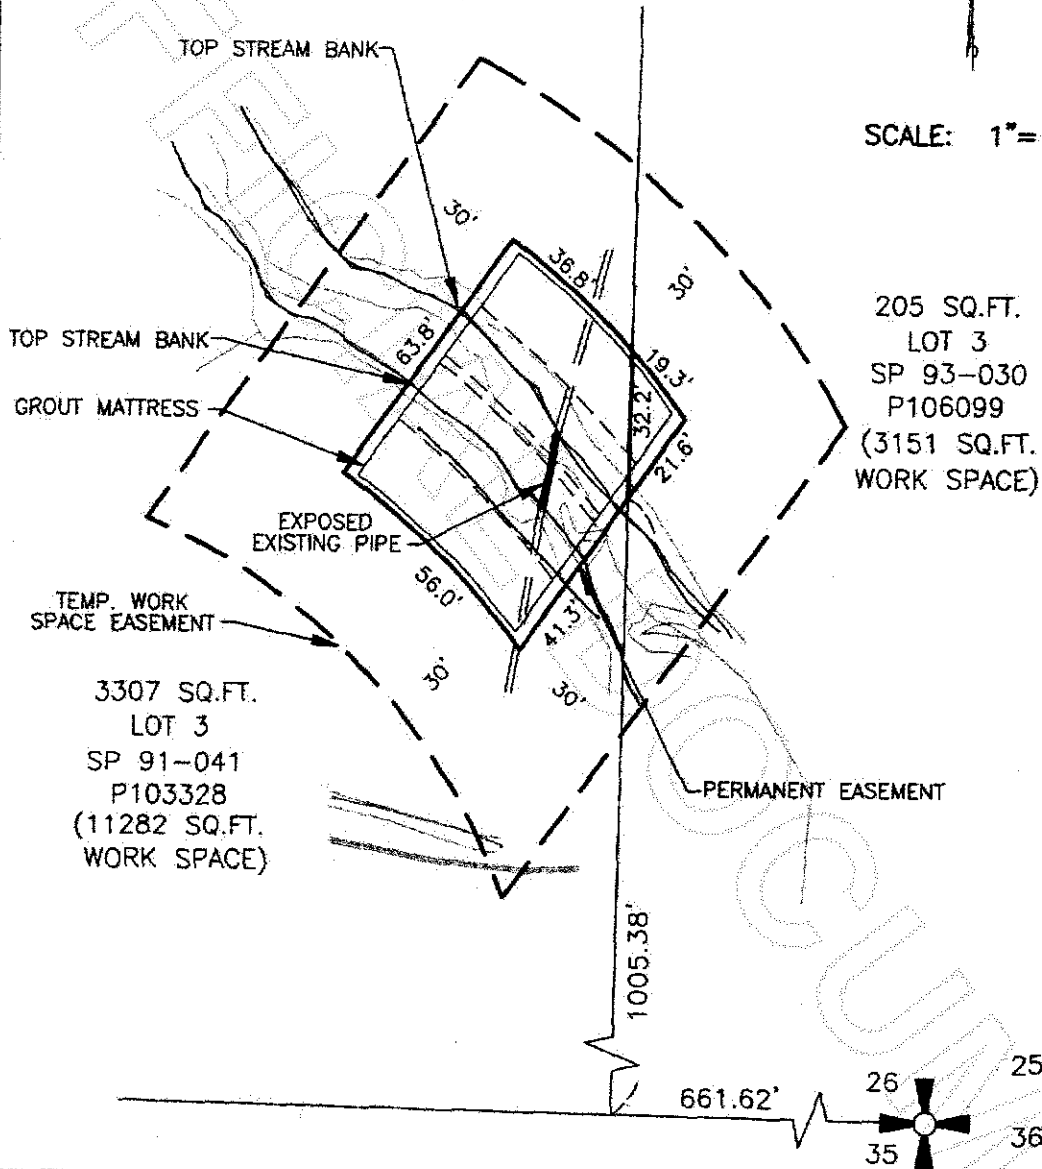 TOP STREAM BANK
SCALE: 1"=
30'
36.8'
30'
205 SQ.FT.
LOT 3
SP 93-030
P106099
(3151 SQ.FT.
WORK SPACE)
TOP STREAM BANK
63.8'
19.3'
32.2'
21.6'
GROUT MATTRESS
EXPOSED
EXISTING PIPE
56.0'
41.3'
TEMP. WORK
SPACE EASEMENT
30'
30'
3307 SQ.FT.
LOT 3
SP 91-041
P103328
(11282 SQ.FT.
WORK SPACE)
PERMANENT EASEMENT
1005.38'
661.62'
26
25
35
36